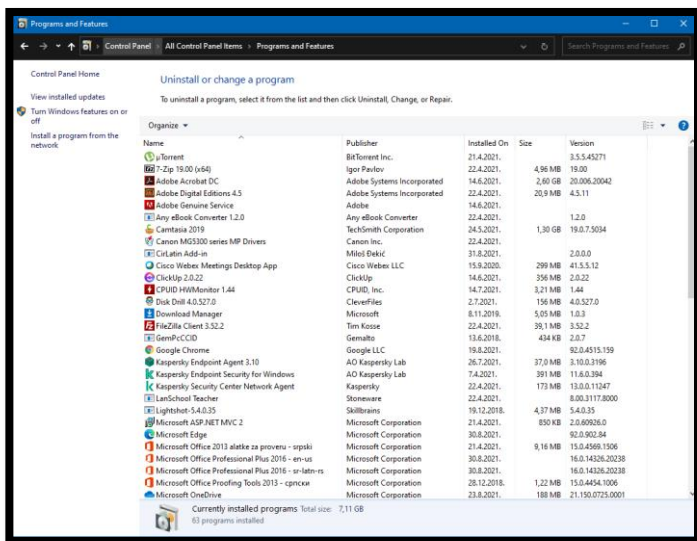 Programs and Features
Control Panel › All Control Panel Items › Programs and Features
Search Programs and Features
Control Panel Home
View installed updates
Turn Windows features on or off
Install a program from the network
Uninstall or change a program
To uninstall a program, select it from the list and then click Uninstall, Change, or Repair.
Organize
Name Publisher Installed On Size Version
µTorrent BitTorrent Inc. 21.4.2021. 3.5.5.45271
7-Zip 19.00 (x64) Igor Pavlov 22.4.2021. 4,96 MB 19.00
Adobe Acrobat DC Adobe Systems Incorporated 14.6.2021. 2,60 GB 20.006.20042
Adobe Digital Editions 4.5 Adobe Systems Incorporated 22.4.2021. 20,9 MB 4.5.11
Adobe Genuine Service Adobe 14.6.2021.
Any eBook Converter 1.2.0 Any eBook Converter 22.4.2021. 1.2.0
Camtasia 2019 TechSmith Corporation 24.5.2021. 1,30 GB 19.0.7.5034
Canon MG5300 series MP Drivers Canon Inc. 22.4.2021.
CirLatin Add-in Miloš Đekić 31.8.2021. 2.0.0.0
Cisco Webex Meetings Desktop App Cisco Webex LLC 15.9.2020. 299 MB 41.5.5.12
ClickUp 2.0.22 ClickUp 14.6.2021. 356 MB 2.0.22
CPUID HWMonitor 1.44 CPUID, Inc. 14.7.2021. 3,21 MB 1.44
Disk Drill 4.0.527.0 CleverFiles 2.7.2021. 156 MB 4.0.527.0
Download Manager Microsoft 8.11.2019. 5,05 MB 1.0.3
FileZilla Client 3.52.2 Tim Kosse 22.4.2021. 39,1 MB 3.52.2
GemPcCCID Gemalto 13.6.2018. 434 KB 2.0.7
Google Chrome Google LLC 19.8.2021. 92.0.4515.159
Kaspersky Endpoint Agent 3.10 AO Kaspersky Lab 26.7.2021. 37,0 MB 3.10.0.3196
Kaspersky Endpoint Security for Windows AO Kaspersky Lab 7.4.2021. 391 MB 11.6.0.394
Kaspersky Security Center Network Agent Kaspersky 22.4.2021. 173 MB 13.0.0.11247
LanSchool Teacher Stoneware 22.4.2021. 8.00.3117.8000
Lightshot-5.4.0.35 Skillbrains 19.12.2018. 4,37 MB 5.4.0.35
Microsoft ASP.NET MVC 2 Microsoft Corporation 21.4.2021. 850 KB 2.0.60926.0
Microsoft Edge Microsoft Corporation 30.8.2021. 92.0.902.84
Microsoft Office 2013 alatke za proveru - srpski Microsoft Corporation 21.4.2021. 9,16 MB 15.0.4569.1506
Microsoft Office Professional Plus 2016 - en-us Microsoft Corporation 30.8.2021. 16.0.14326.20238
Microsoft Office Professional Plus 2016 - sr-latn-rs Microsoft Corporation 30.8.2021. 16.0.14326.20238
Microsoft Office Proofing Tools 2013 - српски Microsoft Corporation 28.12.2018. 1,22 MB 15.0.4454.1006
Microsoft OneDrive Microsoft Corporation 23.8.2021. 188 MB 21.150.0725.0001
Currently installed programs Total size: 7,11 GB
63 programs installed